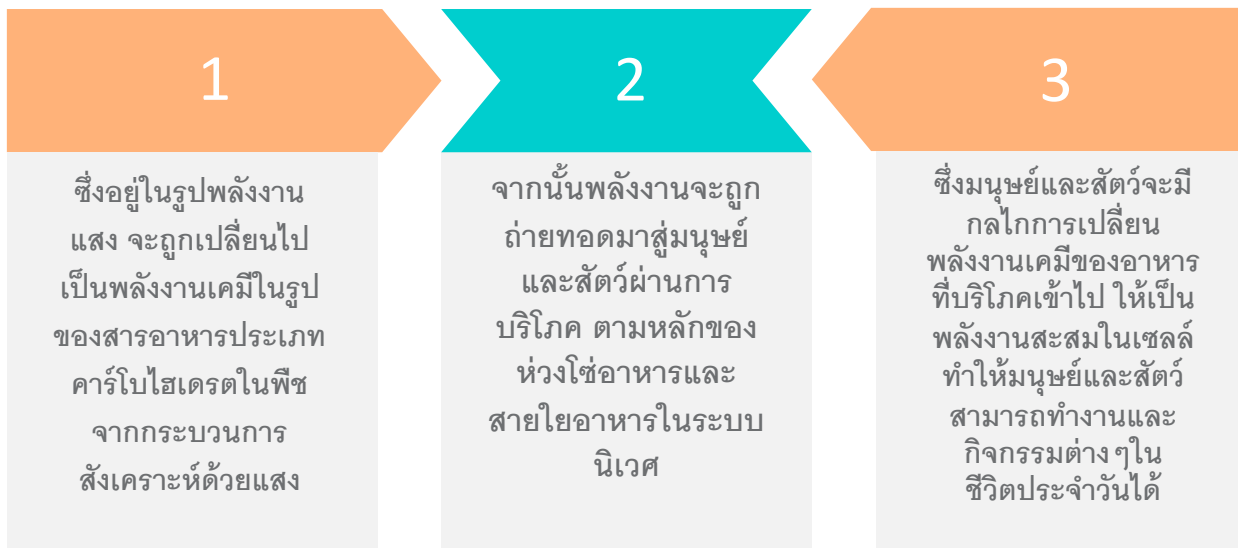 1
ซึ่งอยู่ในรูปพลังงาน
แสง จะถูกเปลี่ยนไป
เป็นพลังงานเคมีในรูป
ของสารอาหารประเภท
คาร์โบไฮเดรตในพืช
จากกระบวนการ
สังเคราะห์ด้วยแสง
2
จากนั้นพลังงานจะถูก
ถ่ายทอดมาสู่มนุษย์
และสัตว์ผ่านการ
บริโภค ตามหลักของ
ห่วงโซ่อาหารและ
สายใยอาหารในระบบ
นิเวศ
3
ซึ่งมนุษย์และสัตว์จะมี
กลไกการเปลี่ยน
พลังงานเคมีของอาหาร
ที่บริโภคเข้าไป ให้เป็น
พลังงานสะสมในเซลล์
ทำให้มนุษย์และสัตว์
สามารถทำงานและ
กิจกรรมต่าง ๆใน
ชีวิตประจำวันได้